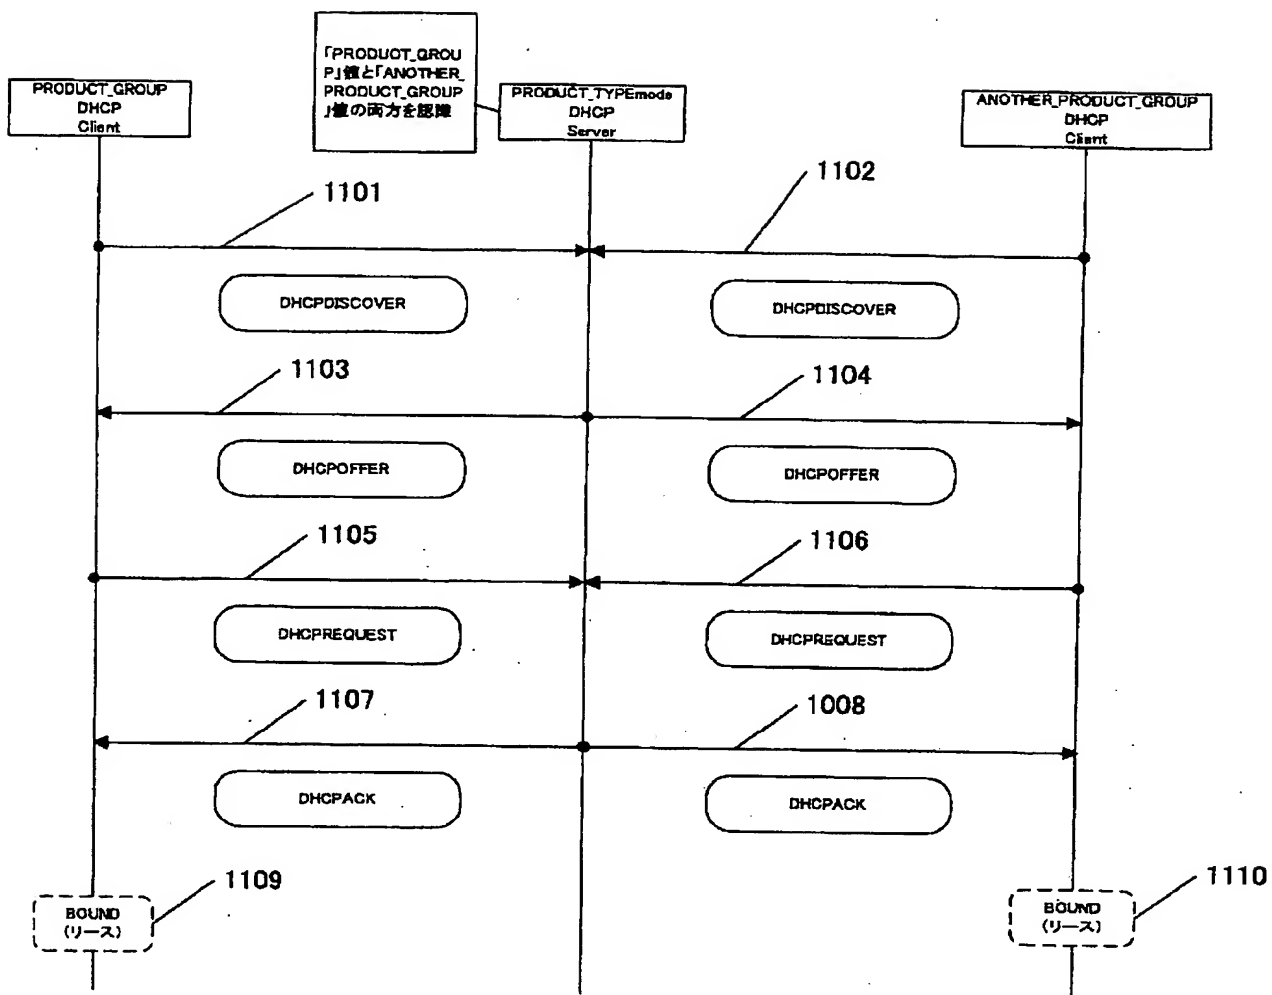 「PRODUCT_GROU
P」値と「ANOTHER_
PRODUCT_GROUP
」値の両方を認識
PRODUCT_GROUP
DHCP
Client
PRODUCT_TYPEmode
DHCP
Server
ANOTHER_PRODUCT_GROUP
DHCP
Client
1101
1102
DHCPDISCOVER
DHCPDISCOVER
1103
1104
DHCPOFFER
DHCPOFFER
1105
1106
DHCPREQUEST
DHCPREQUEST
1107
1008
DHCPACK
DHCPACK
1109
1110
BOUND
(リース)
BOUND
(リース)